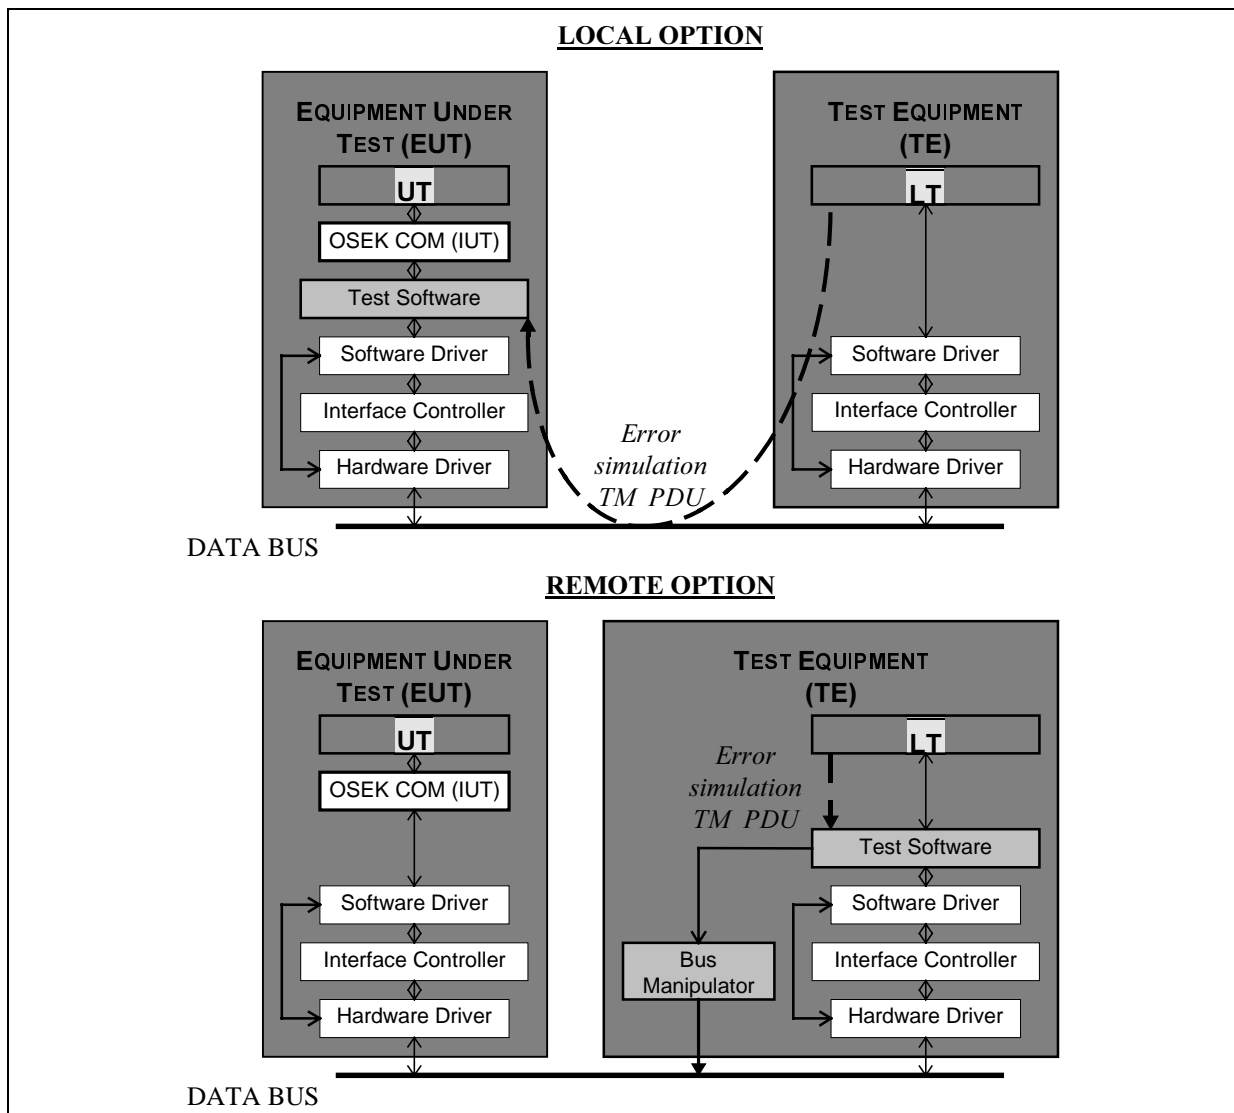 LOCAL OPTION
EQUIPMENT UNDER
TEST (EUT)
UT
OSEK COM (IUT)
Test Software
Software Driver
Interface Controller
Hardware Driver
TEST EQUIPMENT
(TE)
LT
Software Driver
Interface Controller
Hardware Driver
Error
simulation
TM PDU
DATA BUS
REMOTE OPTION
EQUIPMENT UNDER
TEST (EUT)
UT
OSEK COM (IUT)
Software Driver
Interface Controller
Hardware Driver
TEST EQUIPMENT
(TE)
LT
Error
simulation
TM PDU
Test Software
Software Driver
Bus
Manipulator
Interface Controller
Hardware Driver
DATA BUS